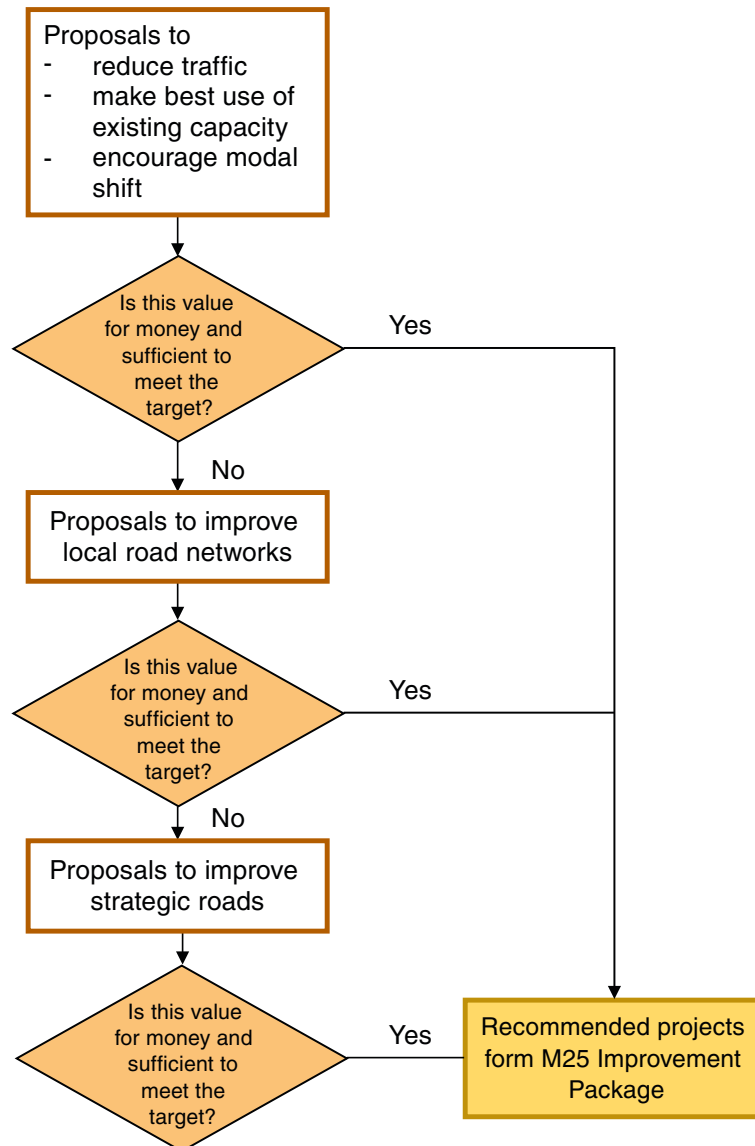 Proposals to
- reduce traffic
- make best use of
existing capacity
- encourage modal
shift
Is this value
for money and
sufficient to
meet the
target?
Yes
No
Proposals to improve
local road networks
Is this value
for money and
sufficient to
meet the
target?
Yes
No
Proposals to improve
strategic roads
Is this value
for money and
sufficient to
meet the
target?
Yes
Recommended projects
form M25 Improvement
Package